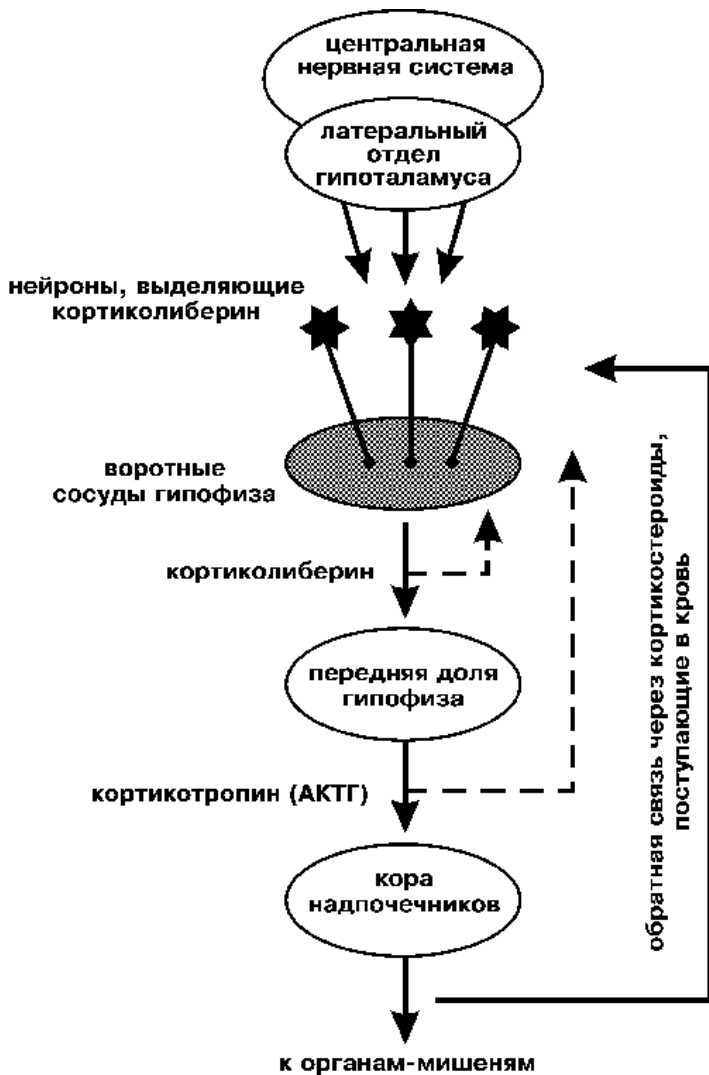 центральная
нервная система
латеральный
отдел
гипоталамуса
нейроны, выделяющие
кортиколиберин
воротные
сосуды гипофиза
кортиколиберин
передняя доля
гипофиза
кортикотропин (АКТГ)
кора
надпочечников
к органам-мишеням
обратная связь через кортикостероиды,
поступающие в кровь